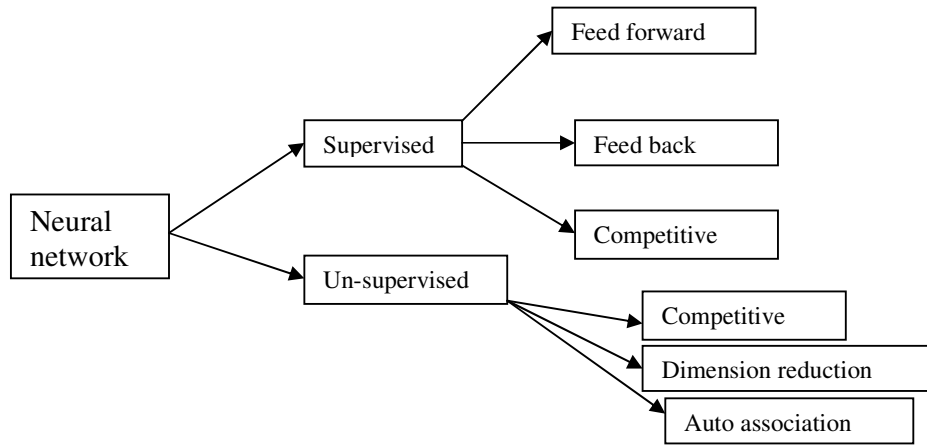 Feed forward
Supervised
Feed back
Neural
network
Competitive
Un-supervised
Competitive
Dimension reduction
Auto association